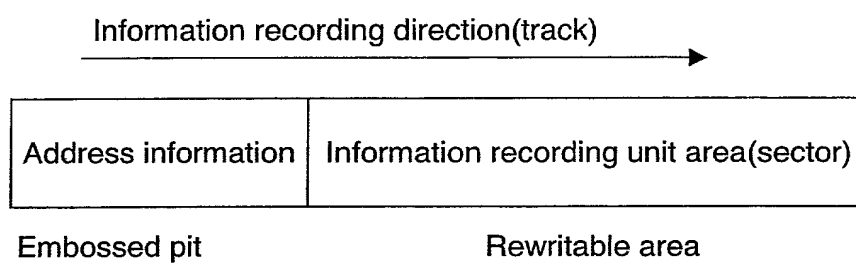 Information recording direction(track)
Address information
Information recording unit area(sector)
Embossed pit
Rewritable area